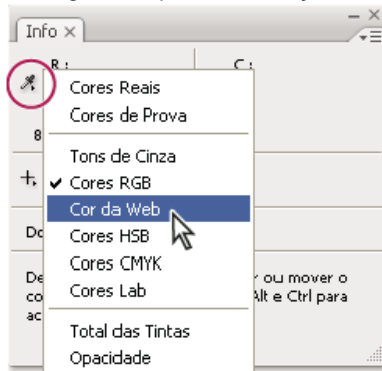 Info ×
R :
C :
Cores Reais
Cores de Prova
8
Tons de Cinza
Cores RGB
Cor da Web
Do
Cores HSB
Cores CMYK
De
ou mover o
Cores Lab
co
Alt e Ctrl para
ac
Total das Tintas
Opacidade